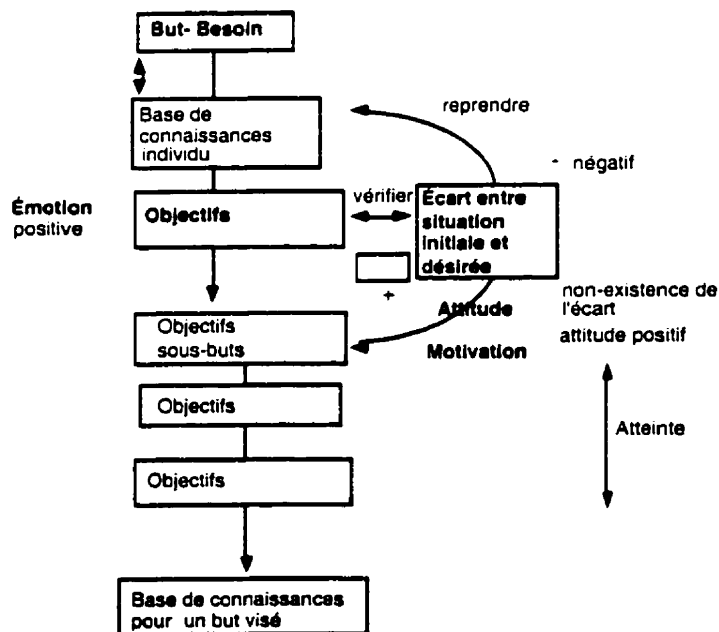 But- Besoin
Base de
connaissances
individu
reprendre
- négatif
Émotion
positive
Objectifs
vérifier
Écart entre
situation
initiale et
désirée
+
Attitude
Motivation
non-existence de
l'écart
attitude positif
Objectifs
sous-buts
Objectifs
Atteinte
Objectifs
Base de connaissances
pour un but visé